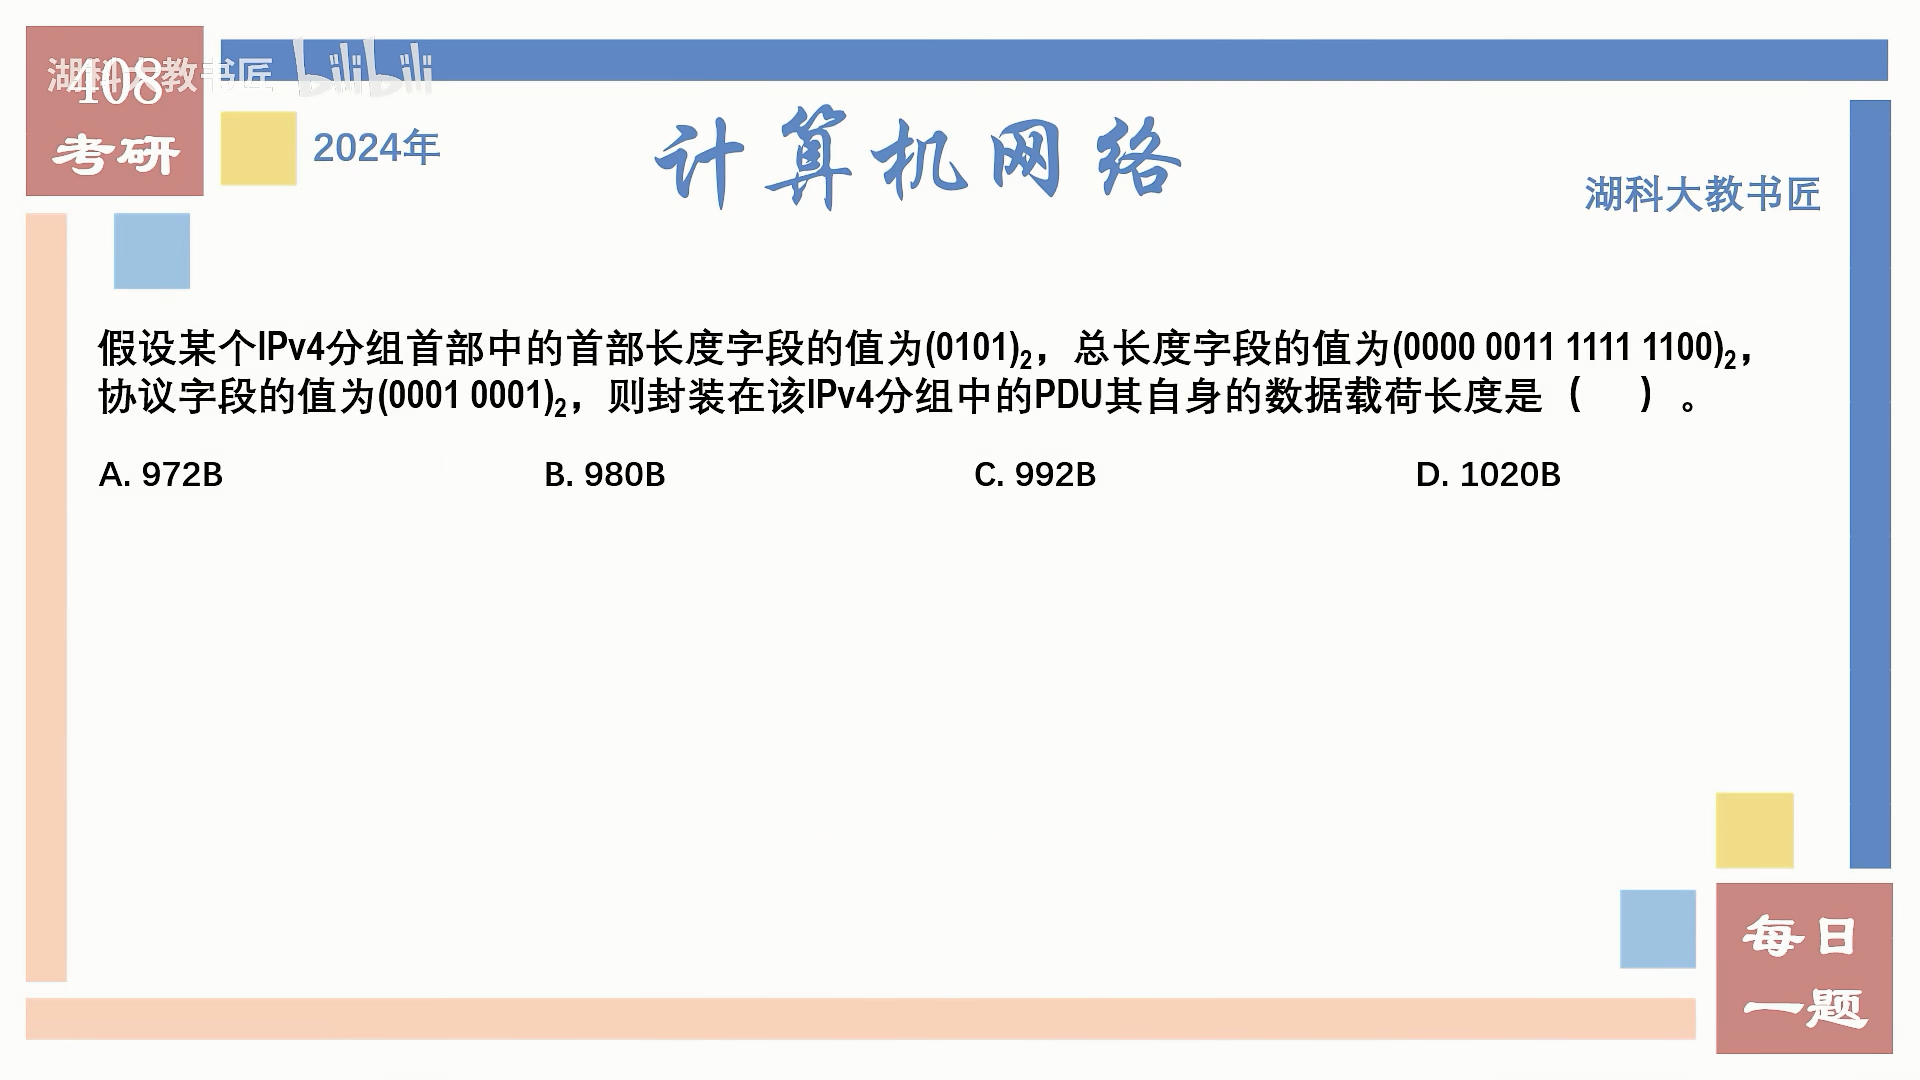 湖科大教书匠 bilibili
408
考研
2024年
计算机网络
湖科大教书匠
假设某个IPv4分组首部中的首部长度字段的值为(0101)₂，总长度字段的值为(0000 0011 1111 1100)₂，
协议字段的值为(0001 0001)₂，则封装在该IPv4分组中的PDU其自身的数据载荷长度是（ ）。
A. 972B B. 980B C. 992B D. 1020B
每日
一题